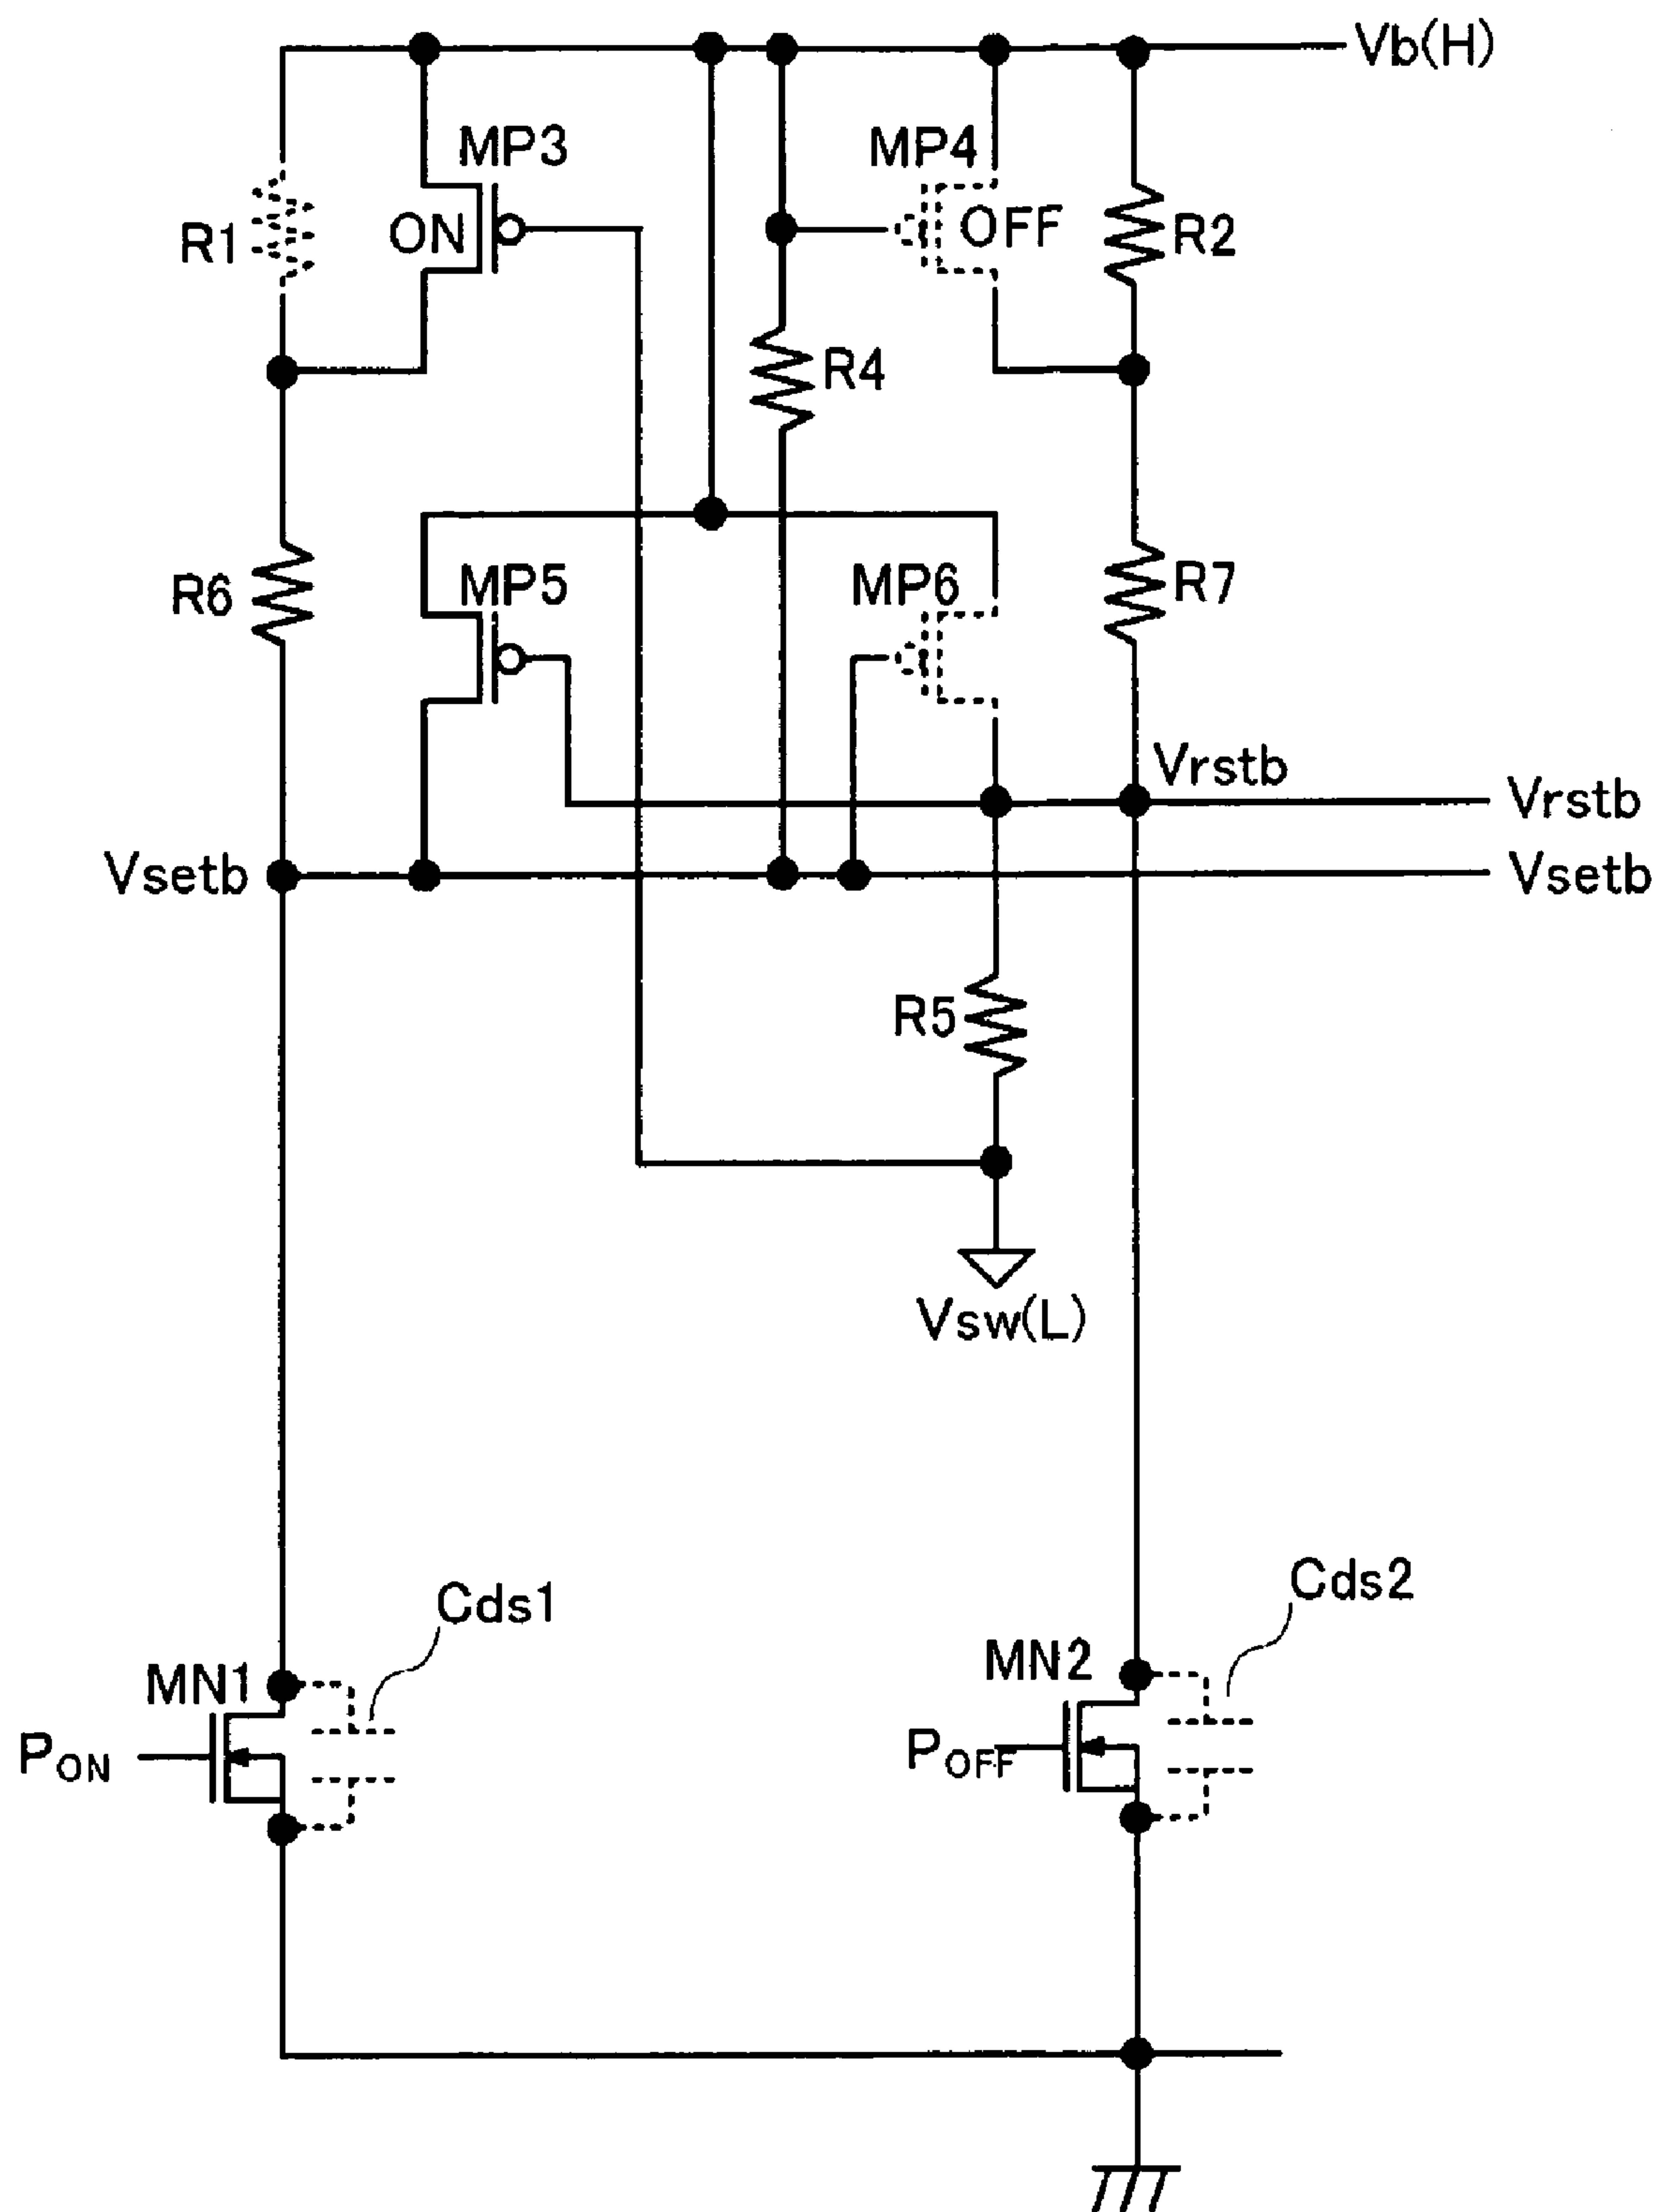 Vb(H)
MP3
MP4
R1
ON
OFF
R2
R4
R6
MP5
MP6
R7
Vrstb
Vrstb
Vsetb
Vsetb
R5
Vsw(L)
Cds1
Cds2
MN1
MN2
PON
POFF